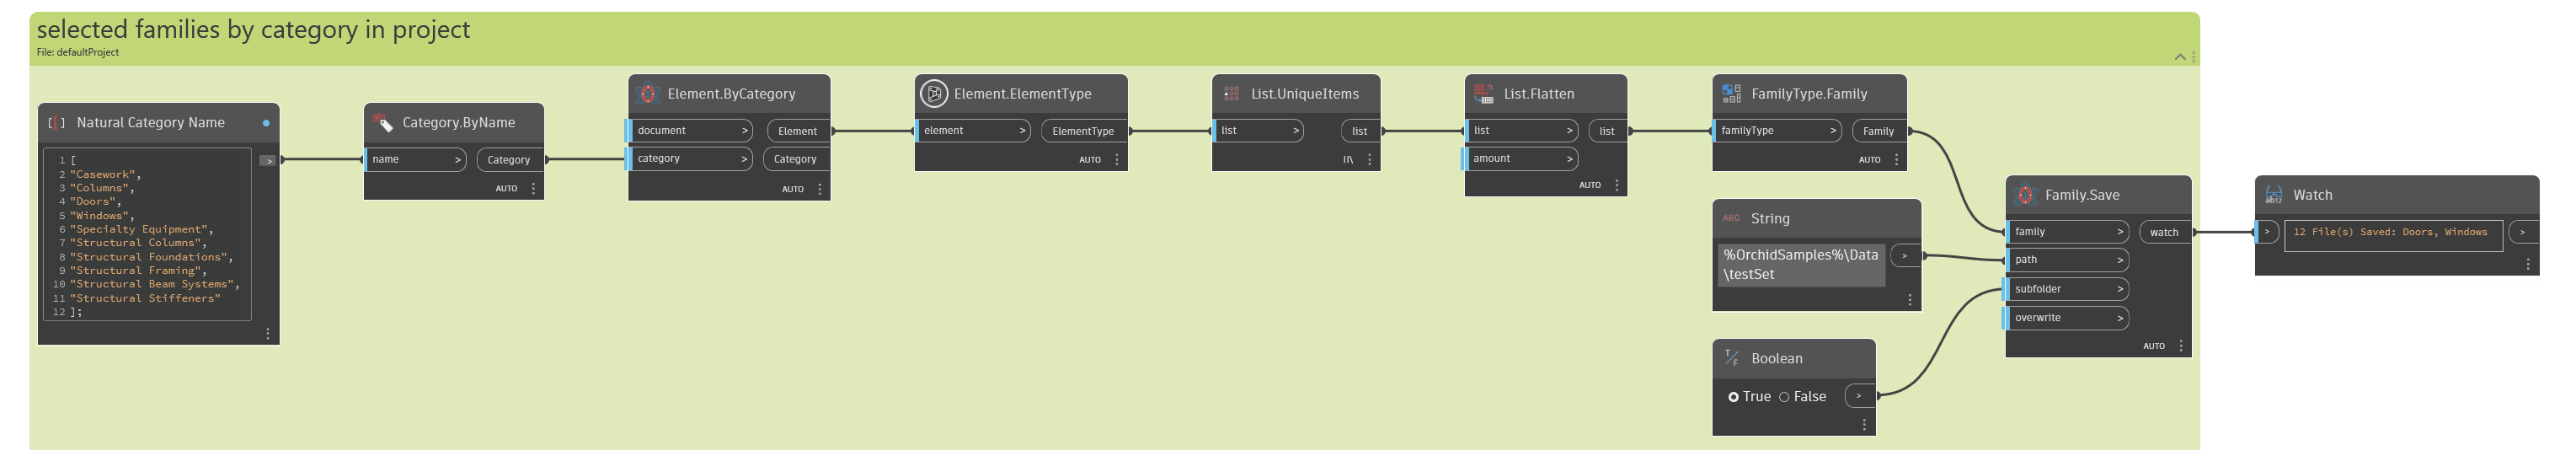 selected families by category in project
File: defaultProject
Natural Category Name
1 [
2 "Casework",
3 "Columns",
4 "Doors",
5 "Windows",
6 "Specialty Equipment",
7 "Structural Columns",
8 "Structural Foundations",
9 "Structural Framing",
10 "Structural Beam Systems",
11 "Structural Stiffeners"
12 ];
>
Category.ByName
name > Category
AUTO
Element.ByCategory
document > Element
category > Category
AUTO
Element.ElementType
element > ElementType
AUTO
List.UniqueItems
list > list
II\
List.Flatten
list > list
amount >
AUTO
FamilyType.Family
familyType > Family
AUTO
ABC String
%OrchidSamples%\Data
\testSet
>
T/F Boolean
True False >
Family.Save
family > watch
path >
subfolder >
overwrite >
AUTO
ab12 Watch
> 12 File(s) Saved: Doors, Windows >